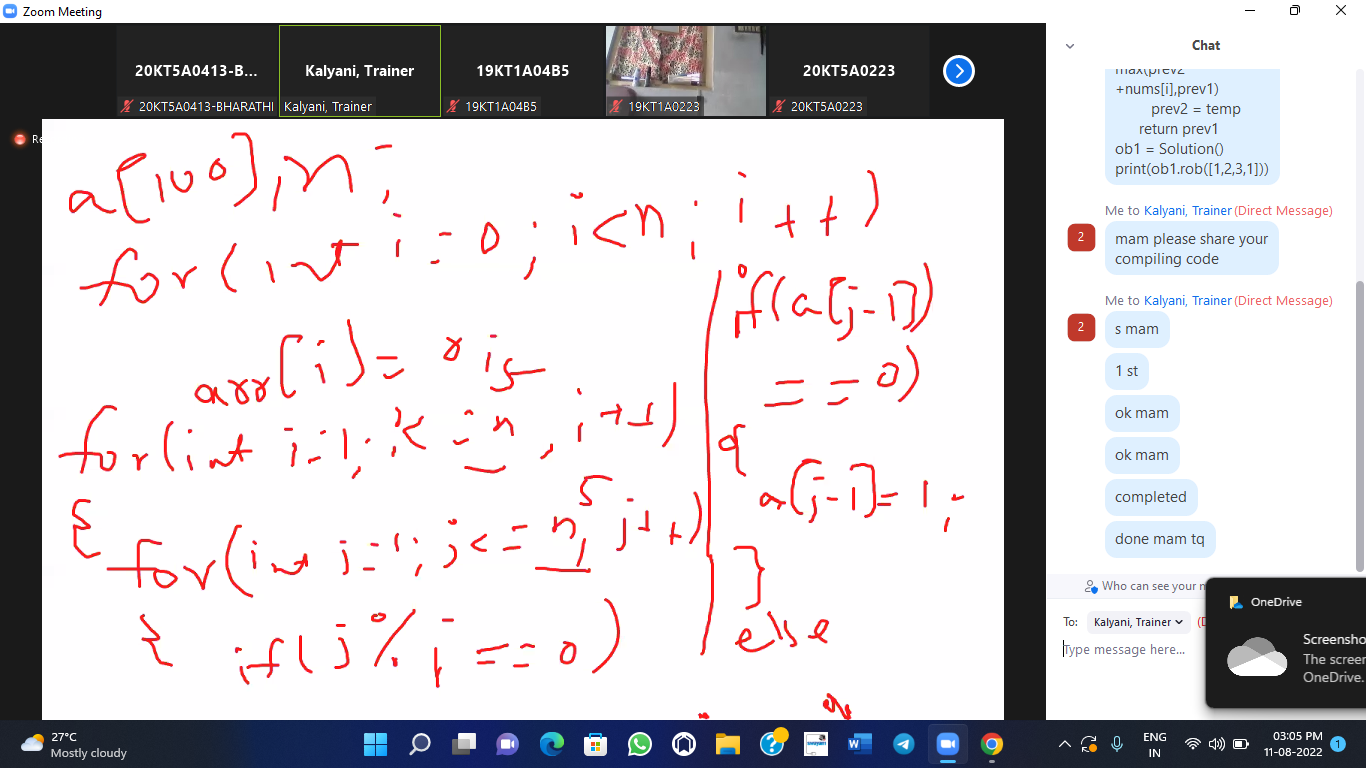 Zoom Meeting
20KT5A0413-B...
Kalyani, Trainer
19KT1A04B5
20KT5A0223
20KT5A0413-BHARATHI
Kalyani, Trainer
19KT1A04B5
19KT1A0223
20KT5A0223
Re
a[100], n;
for(int i=0; i<n; i++)
arr[i]=
for(int i=1; i<=n, i++)
{ for(int j=1; j<=n; j++)
{ if(j%i==0)
if(a[j-1])
==0)
{
a[j-1]=1;
}
else
Chat
max(prev2
+nums[i],prev1)
prev2 = temp
return prev1
ob1 = Solution()
print(ob1.rob([1,2,3,1]))
Me to Kalyani, Trainer (Direct Message)
2
mam please share your
compiling code
Me to Kalyani, Trainer (Direct Message)
2
s mam
1 st
ok mam
ok mam
completed
done mam tq
Who can see your
To: Kalyani, Trainer
Type message here...
OneDrive
Screensho
The screen
OneDrive.
27°C
Mostly cloudy
ENG
IN
03:05 PM
11-08-2022
1